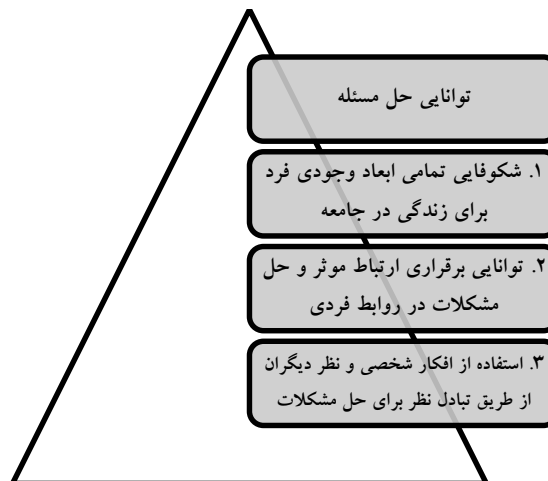 توانایی حل مسئله
۱. شکوفایی تمامی ابعاد وجودی فرد
برای زندگی در جامعه
۲. توانایی برقراری ارتباط موثر و حل
مشکلات در روابط فردی
۳. استفاده از افکار شخصی و نظر دیگران
از طریق تبادل نظر برای حل مشکلات